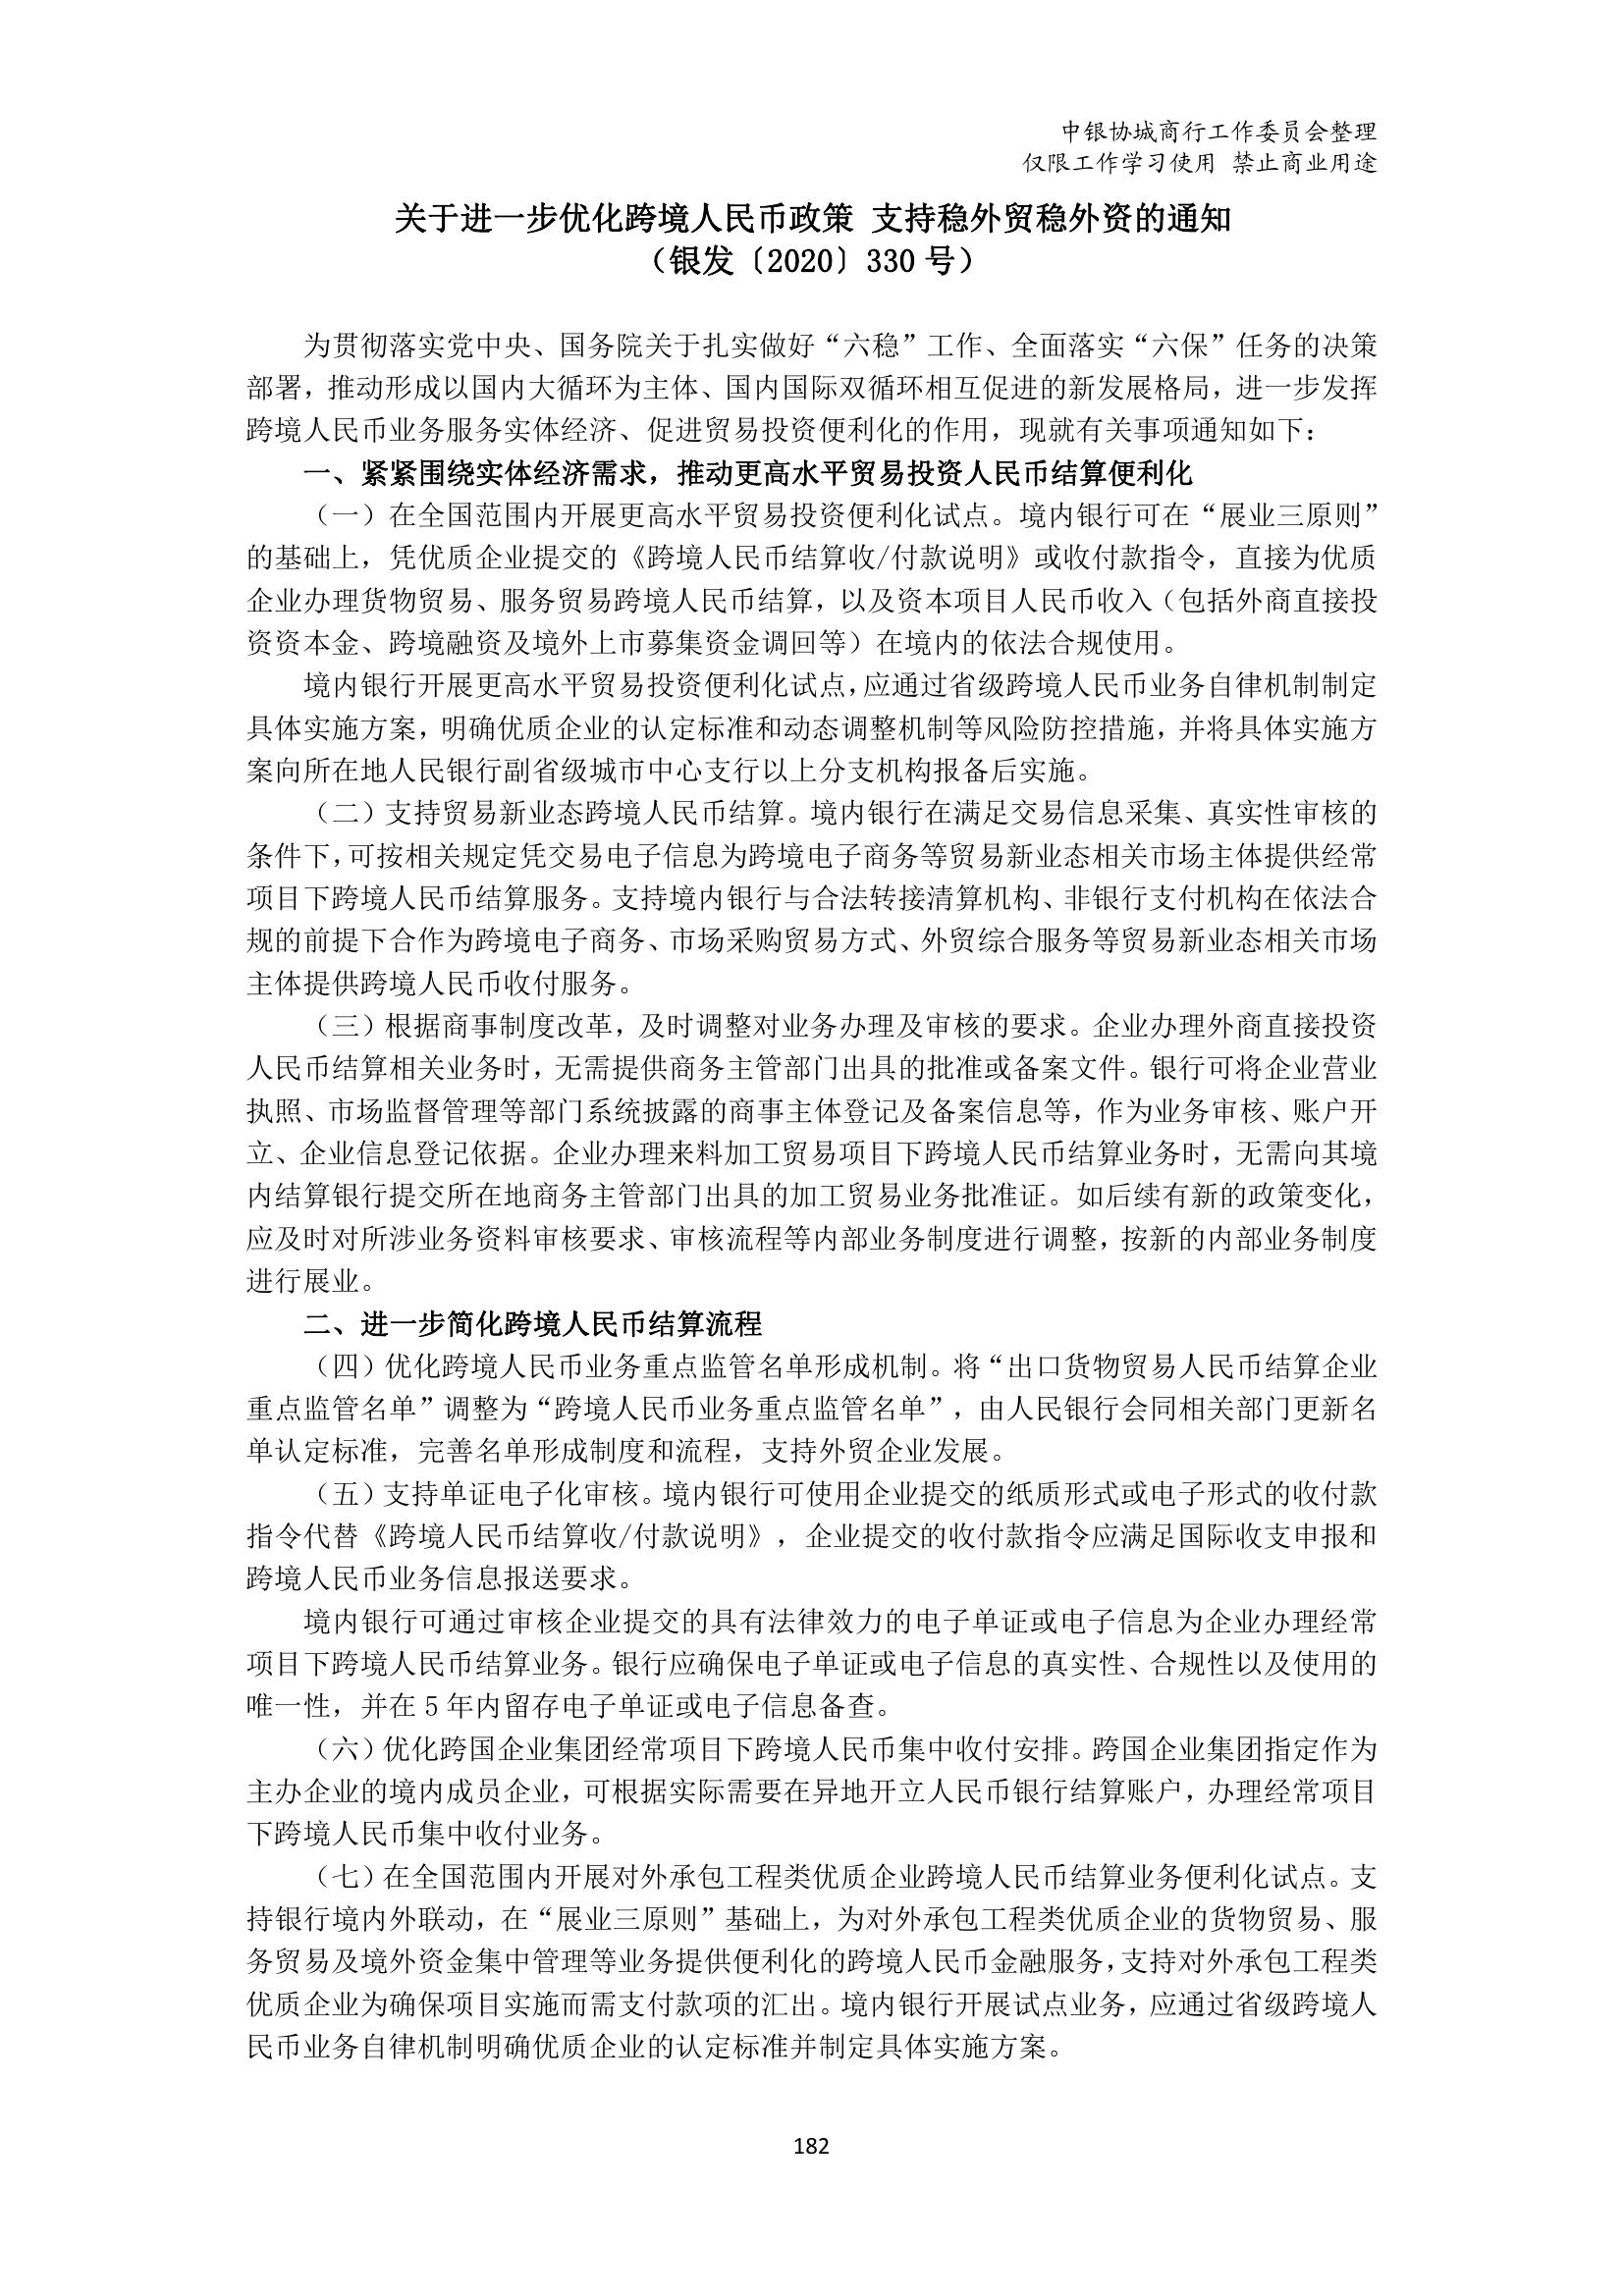 中银协城商行工作委员会整理
仅限工作学习使用 禁止商业用途
关于进一步优化跨境人民币政策 支持稳外贸稳外资的通知
（银发〔2020〕330 号）
为贯彻落实党中央、国务院关于扎实做好“六稳”工作、全面落实“六保”任务的决策
部署，推动形成以国内大循环为主体、国内国际双循环相互促进的新发展格局，进一步发挥
跨境人民币业务服务实体经济、促进贸易投资便利化的作用，现就有关事项通知如下：
一、紧紧围绕实体经济需求，推动更高水平贸易投资人民币结算便利化
（一）在全国范围内开展更高水平贸易投资便利化试点。境内银行可在“展业三原则”
的基础上，凭优质企业提交的《跨境人民币结算收/付款说明》或收付款指令，直接为优质
企业办理货物贸易、服务贸易跨境人民币结算，以及资本项目人民币收入（包括外商直接投
资资本金、跨境融资及境外上市募集资金调回等）在境内的依法合规使用。
境内银行开展更高水平贸易投资便利化试点，应通过省级跨境人民币业务自律机制制定
具体实施方案，明确优质企业的认定标准和动态调整机制等风险防控措施，并将具体实施方
案向所在地人民银行副省级城市中心支行以上分支机构报备后实施。
（二）支持贸易新业态跨境人民币结算。境内银行在满足交易信息采集、真实性审核的
条件下，可按相关规定凭交易电子信息为跨境电子商务等贸易新业态相关市场主体提供经常
项目下跨境人民币结算服务。支持境内银行与合法转接清算机构、非银行支付机构在依法合
规的前提下合作为跨境电子商务、市场采购贸易方式、外贸综合服务等贸易新业态相关市场
主体提供跨境人民币收付服务。
（三）根据商事制度改革，及时调整对业务办理及审核的要求。企业办理外商直接投资
人民币结算相关业务时，无需提供商务主管部门出具的批准或备案文件。银行可将企业营业
执照、市场监督管理等部门系统披露的商事主体登记及备案信息等，作为业务审核、账户开
立、企业信息登记依据。企业办理来料加工贸易项目下跨境人民币结算业务时，无需向其境
内结算银行提交所在地商务主管部门出具的加工贸易业务批准证。如后续有新的政策变化，
应及时对所涉业务资料审核要求、审核流程等内部业务制度进行调整，按新的内部业务制度
进行展业。
二、进一步简化跨境人民币结算流程
（四）优化跨境人民币业务重点监管名单形成机制。将“出口货物贸易人民币结算企业
重点监管名单”调整为“跨境人民币业务重点监管名单”，由人民银行会同相关部门更新名
单认定标准，完善名单形成制度和流程，支持外贸企业发展。
（五）支持单证电子化审核。境内银行可使用企业提交的纸质形式或电子形式的收付款
指令代替《跨境人民币结算收/付款说明》，企业提交的收付款指令应满足国际收支申报和
跨境人民币业务信息报送要求。
境内银行可通过审核企业提交的具有法律效力的电子单证或电子信息为企业办理经常
项目下跨境人民币结算业务。银行应确保电子单证或电子信息的真实性、合规性以及使用的
唯一性，并在 5 年内留存电子单证或电子信息备查。
（六）优化跨国企业集团经常项目下跨境人民币集中收付安排。跨国企业集团指定作为
主办企业的境内成员企业，可根据实际需要在异地开立人民币银行结算账户，办理经常项目
下跨境人民币集中收付业务。
（七）在全国范围内开展对外承包工程类优质企业跨境人民币结算业务便利化试点。支
持银行境内外联动，在“展业三原则”基础上，为对外承包工程类优质企业的货物贸易、服
务贸易及境外资金集中管理等业务提供便利化的跨境人民币金融服务，支持对外承包工程类
优质企业为确保项目实施而需支付款项的汇出。境内银行开展试点业务，应通过省级跨境人
民币业务自律机制明确优质企业的认定标准并制定具体实施方案。
182